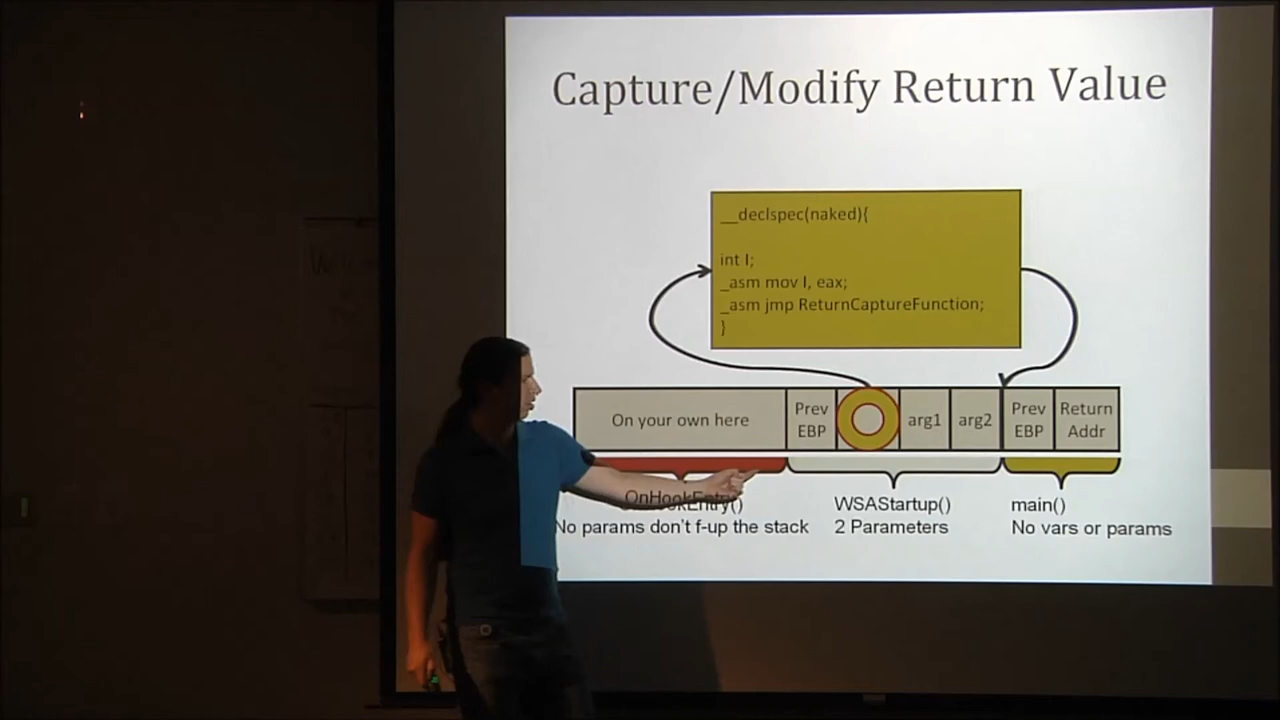 Capture/Modify Return Value
__declspec(naked){
int I;
_asm mov I, eax;
_asm jmp ReturnCaptureFunction;
}
On your own here
Prev
EBP
arg1
arg2
Prev
EBP
Return
Addr
OnHookEntry()
No params don't f-up the stack
WSAStartup()
2 Parameters
main()
No vars or params